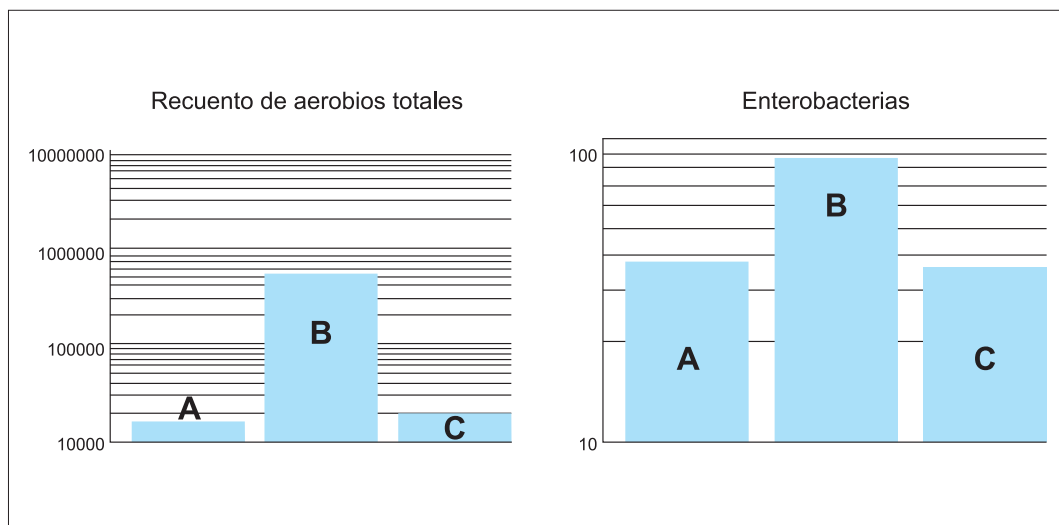 Recuento de aerobios totales
10000000
1000000
100000
10000
A
B
C
Enterobacterias
100
10
A
B
C